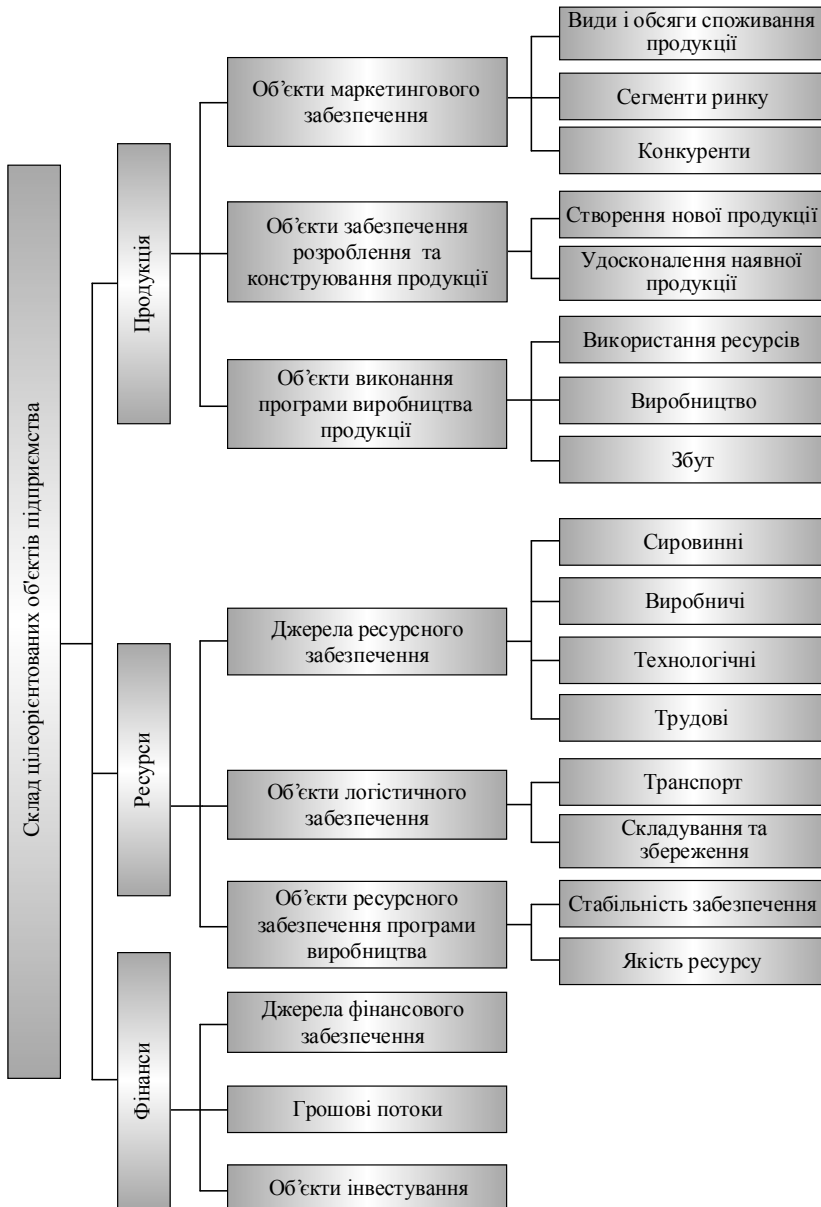 Склад цілеорієнтованих об'єктів підприємства
Продукція
Об’єкти маркетингового
забезпечення
Види і обсяги споживання
продукції
Сегменти ринку
Конкуренти
Об’єкти забезпечення
розроблення та
конструювання продукції
Створення нової продукції
Удосконалення наявної
продукції
Об’єкти виконання
програми виробництва
продукції
Використання ресурсів
Виробництво
Збут
Ресурси
Джерела ресурсного
забезпечення
Сировинні
Виробничі
Технологічні
Трудові
Об’єкти логістичного
забезпечення
Транспорт
Складування та
збереження
Об’єкти ресурсного
забезпечення програми
виробництва
Стабільність забезпечення
Якість ресурсу
Фінанси
Джерела фінансового
забезпечення
Грошові потоки
Об’єкти інвестування